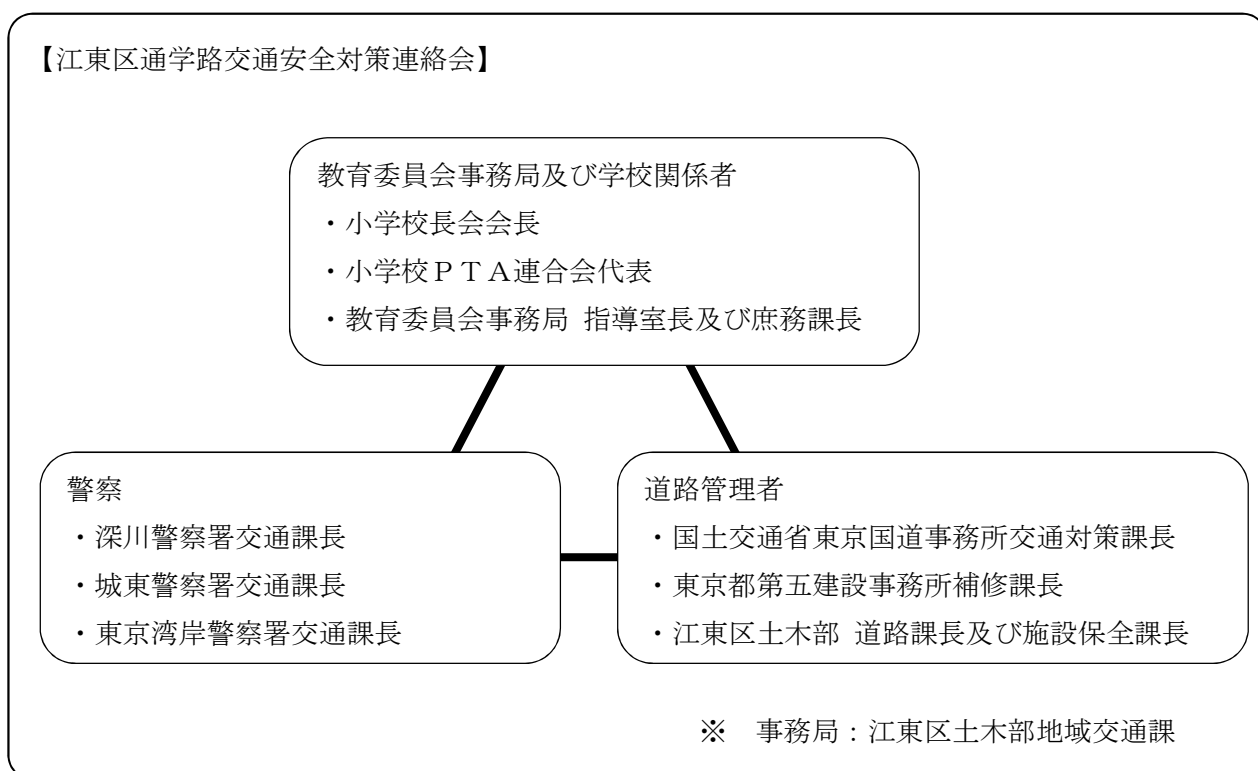 【江東区通学路交通安全対策連絡会】
教育委員会事務局及び学校関係者
・小学校長会会長
・小学校ＰＴＡ連合会代表
・教育委員会事務局 指導室長及び庶務課長
警察
・深川警察署交通課長
・城東警察署交通課長
・東京湾岸警察署交通課長
道路管理者
・国土交通省東京国道事務所交通対策課長
・東京都第五建設事務所補修課長
・江東区土木部 道路課長及び施設保全課長
※　事務局：江東区土木部地域交通課